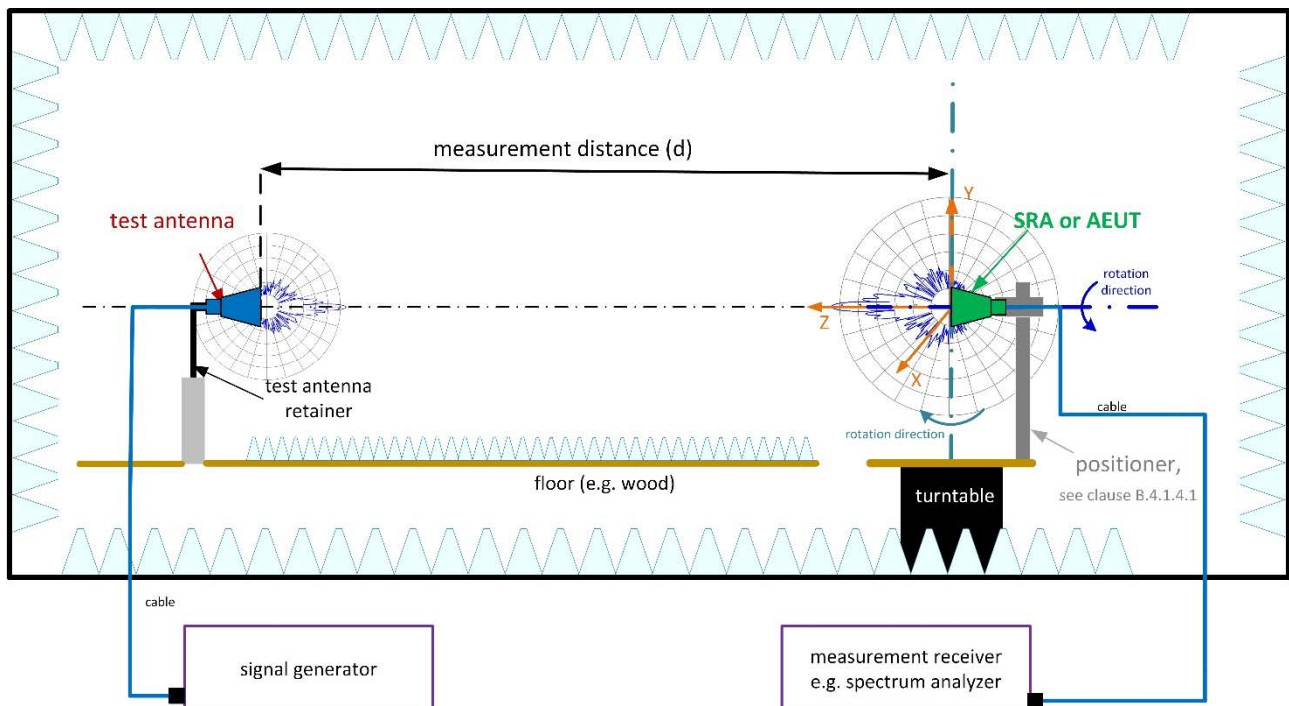 measurement distance (d)
test antenna
Y
SRA or AEUT
rotation
direction
Z
X
test antenna
retainer
cable
rotation direction
positioner,
see clause B.4.1.4.1
floor (e.g. wood)
turntable
cable
signal generator
measurement receiver
e.g. spectrum analyzer